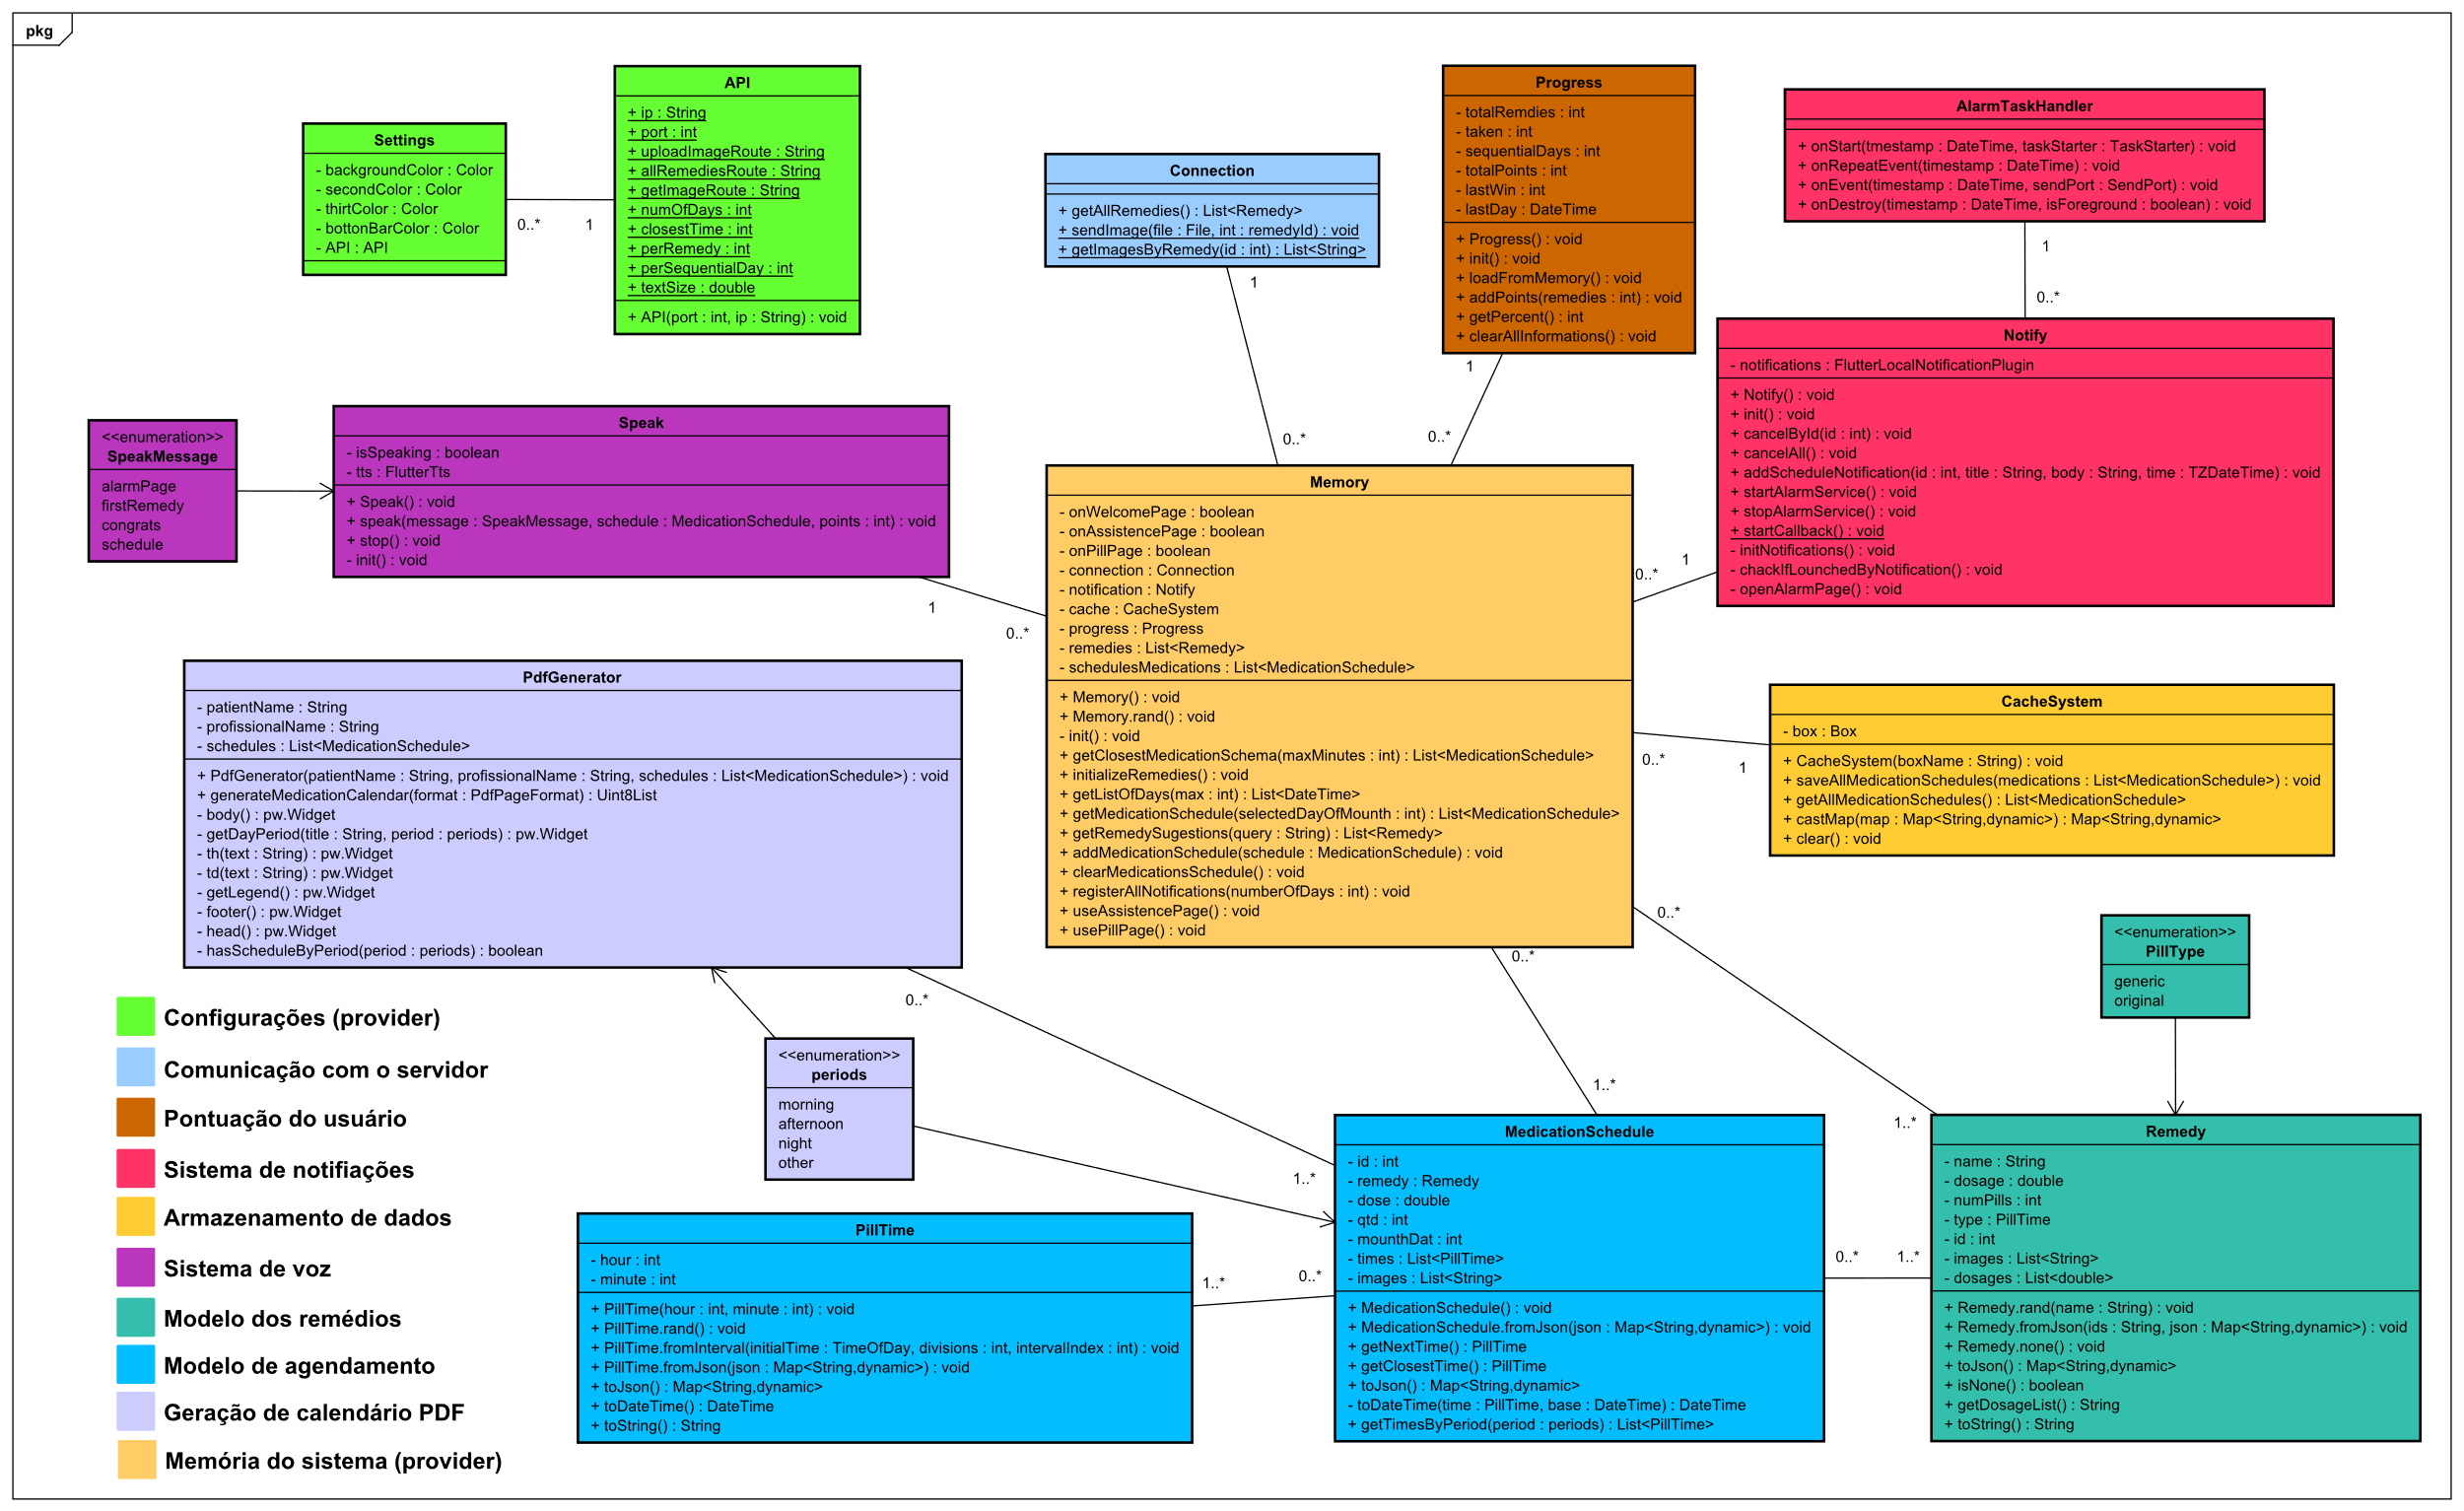 pkg
API
+ ip : String
+ port : int
+ uploadImageRoute : String
+ allRemediesRoute : String
+ getImageRoute : String
+ numOfDays : int
+ closestTime : int
+ perRemedy : int
+ perSequentialDay : int
+ textSize : double
+ API(port : int, ip : String) : void
Settings
- backgroundColor : Color
- secondColor : Color
- thirtColor : Color
- bottonBarColor : Color
- API : API
0..*
1
Connection
+ getAllRemedies() : List<Remedy>
+ sendImage(file : File, int : remedyId) : void
+ getImagesByRemedy(id : int) : List<String>
1
0..*
Progress
- totalRemdies : int
- taken : int
- sequentialDays : int
- totalPoints : int
- lastWin : int
- lastDay : DateTime
+ Progress() : void
+ init() : void
+ loadFromMemory() : void
+ addPoints(remedies : int) : void
+ getPercent() : int
+ clearAllInformations() : void
1
0..*
AlarmTaskHandler
+ onStart(tmestamp : DateTime, taskStarter : TaskStarter) : void
+ onRepeatEvent(timestamp : DateTime) : void
+ onEvent(timestamp : DateTime, sendPort : SendPort) : void
+ onDestroy(timestamp : DateTime, isForeground : boolean) : void
1
0..*
Notify
- notifications : FlutterLocalNotificationPlugin
+ Notify() : void
+ init() : void
+ cancelById(id : int) : void
+ cancelAll() : void
+ addScheduleNotification(id : int, title : String, body : String, time : TZDateTime) : void
+ startAlarmService() : void
+ stopAlarmService() : void
+ startCallback() : void
- initNotifications() : void
- chackIfLounchedByNotification() : void
- openAlarmPage() : void
1
0..*
<<enumeration>>
SpeakMessage
alarmPage
firstRemedy
congrats
schedule
Speak
- isSpeaking : boolean
- tts : FlutterTts
+ Speak() : void
+ speak(message : SpeakMessage, schedule : MedicationSchedule, points : int) : void
+ stop() : void
- init() : void
1
0..*
Memory
- onWelcomePage : boolean
- onAssistencePage : boolean
- onPillPage : boolean
- connection : Connection
- notification : Notify
- cache : CacheSystem
- progress : Progress
- remedies : List<Remedy>
- schedulesMedications : List<MedicationSchedule>
+ Memory() : void
+ Memory.rand() : void
- init() : void
+ getClosestMedicationSchema(maxMinutes : int) : List<MedicationSchedule>
+ initializeRemedies() : void
+ getListOfDays(max : int) : List<DateTime>
+ getMedicationSchedule(selectedDayOfMounth : int) : List<MedicationSchedule>
+ getRemedySugestions(query : String) : List<Remedy>
+ addMedicationSchedule(schedule : MedicationSchedule) : void
+ clearMedicationsSchedule() : void
+ registerAllNotifications(numberOfDays : int) : void
+ useAssistencePage() : void
+ usePillPage() : void
CacheSystem
- box : Box
+ CacheSystem(boxName : String) : void
+ saveAllMedicationSchedules(medications : List<MedicationSchedule>) : void
+ getAllMedicationSchedules() : List<MedicationSchedule>
+ castMap(map : Map<String,dynamic>) : Map<String,dynamic>
+ clear() : void
0..*
1
PdfGenerator
- patientName : String
- profissionalName : String
- schedules : List<MedicationSchedule>
+ PdfGenerator(patientName : String, profissionalName : String, schedules : List<MedicationSchedule>) : void
+ generateMedicationCalendar(format : PdfPageFormat) : Uint8List
- body() : pw.Widget
- getDayPeriod(title : String, period : periods) : pw.Widget
- th(text : String) : pw.Widget
- td(text : String) : pw.Widget
- getLegend() : pw.Widget
- footer() : pw.Widget
- head() : pw.Widget
- hasScheduleByPeriod(period : periods) : boolean
0..*
1..*
0..*
1..*
0..*
1..*
<<enumeration>>
PillType
generic
original
<<enumeration>>
periods
morning
afternoon
night
other
PillTime
- hour : int
- minute : int
+ PillTime(hour : int, minute : int) : void
+ PillTime.rand() : void
+ PillTime.fromInterval(initialTime : TimeOfDay, divisions : int, intervalIndex : int) : void
+ PillTime.fromJson(json : Map<String,dynamic>) : void
+ toJson() : Map<String,dynamic>
+ toDateTime() : DateTime
+ toString() : String
1..*
0..*
MedicationSchedule
- id : int
- remedy : Remedy
- dose : double
- qtd : int
- mounthDat : int
- times : List<PillTime>
- images : List<String>
+ MedicationSchedule() : void
+ MedicationSchedule.fromJson(json : Map<String,dynamic>) : void
+ getNextTime() : PillTime
+ getClosestTime() : PillTime
+ toJson() : Map<String,dynamic>
- toDateTime(time : PillTime, base : DateTime) : DateTime
+ getTimesByPeriod(period : periods) : List<PillTime>
0..*
1..*
Remedy
- name : String
- dosage : double
- numPills : int
- type : PillTime
- id : int
- images : List<String>
- dosages : List<double>
+ Remedy.rand(name : String) : void
+ Remedy.fromJson(ids : String, json : Map<String,dynamic>) : void
+ Remedy.none() : void
+ toJson() : Map<String,dynamic>
+ isNone() : boolean
+ getDosageList() : String
+ toString() : String
Configurações (provider)
Comunicação com o servidor
Pontuação do usuário
Sistema de notifiações
Armazenamento de dados
Sistema de voz
Modelo dos remédios
Modelo de agendamento
Geração de calendário PDF
Memória do sistema (provider)